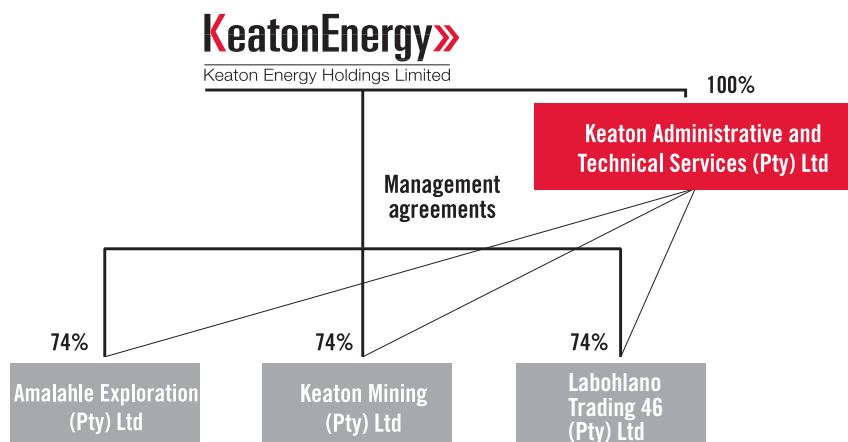 KeatonEnergy
Keaton Energy Holdings Limited
100%
Keaton Administrative and
Technical Services (Pty) Ltd
Management
agreements
74%
74%
74%
Amalahle Exploration
(Pty) Ltd
Keaton Mining
(Pty) Ltd
Labohlano
Trading 46
(Pty) Ltd